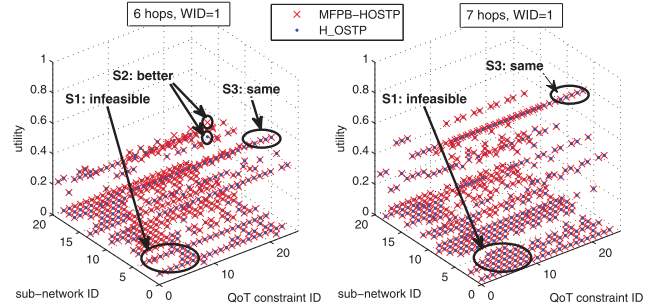 6 hops, WID=1
MFPB-HOSTP
H_OSTP
7 hops, WID=1
S2: better
S1: infeasible
S3: same
utility
1
0.8
0.6
0.4
0.2
0
20
15
10
5
0
0
10
20
sub-network ID
QoT constraint ID
S3: same
S1: infeasible
utility
1
0.8
0.6
0.4
0.2
0
20
15
10
5
0
0
10
20
sub-network ID
QoT constraint ID